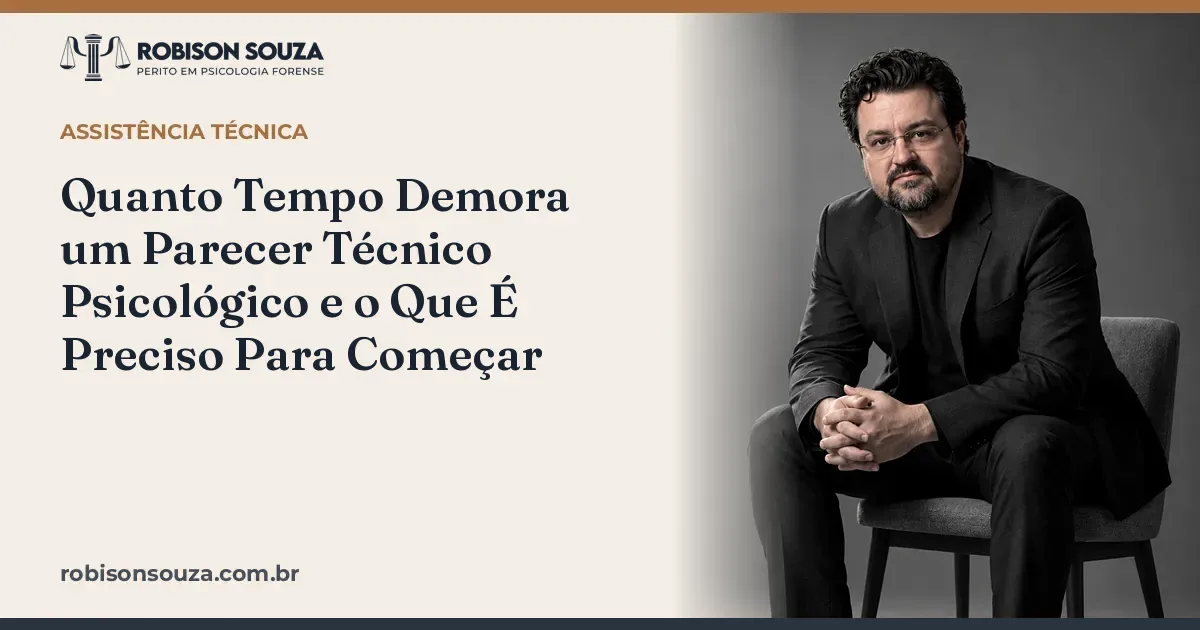 ROBISON SOUZA
PERITO EM PSICOLOGIA FORENSE
ASSISTÊNCIA TÉCNICA
Quanto Tempo Demora
um Parecer Técnico
Psicológico e o Que É
Preciso Para Começar
robisonsouza.com.br